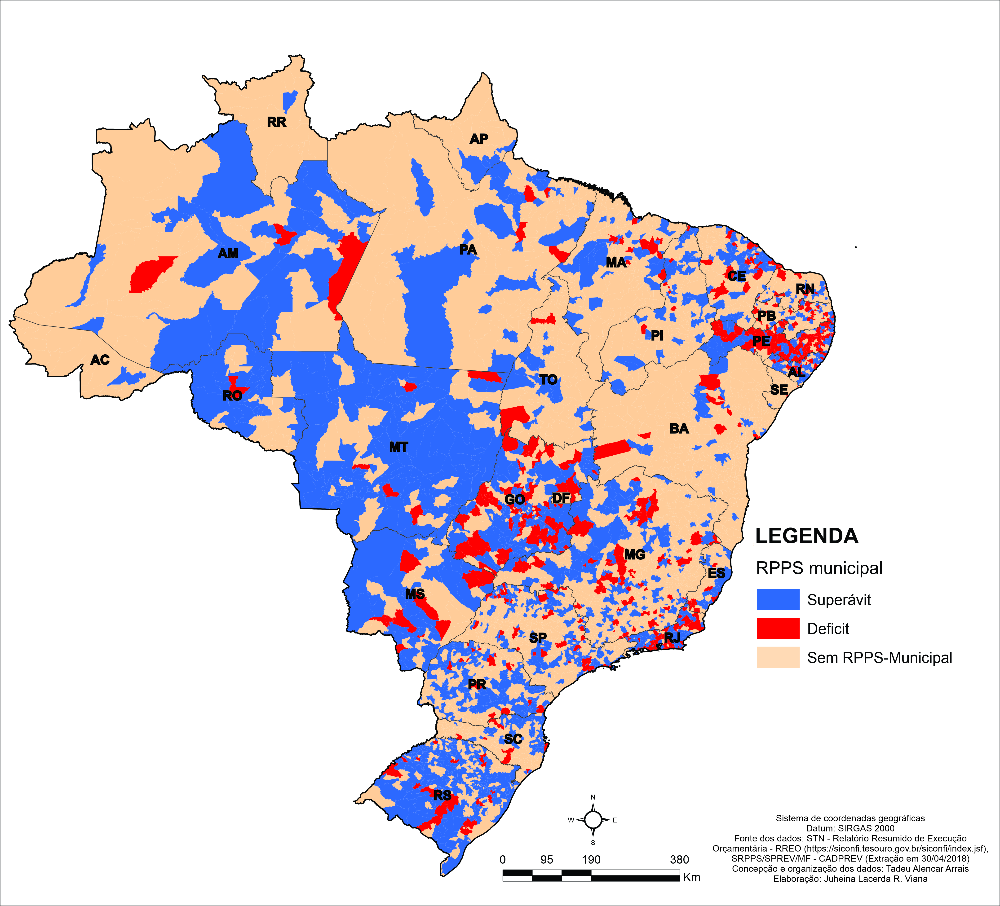 RR
AP
AM
PA
MA
CE
RN
PB
PI
PE
AC
AL
TO
SE
RO
BA
MT
GO
DF
MG
ES
MS
SP
RJ
PR
SC
RS
LEGENDA
RPPS municipal
Superávit
Deficit
Sem RPPS-Municipal
N
W
E
S
0 95 190 380
Km
Sistema de coordenadas geográficas
Datum: SIRGAS 2000
Fonte dos dados: STN - Relatório Resumido de Execução
Orçamentária - RREO (https://siconfi.tesouro.gov.br/siconfi/index.jsf),
SRPPS/SPREV/MF - CADPREV (Extração em 30/04/2018)
Concepção e organização dos dados: Tadeu Alencar Arrais
Elaboração: Juheina Lacerda R. Viana